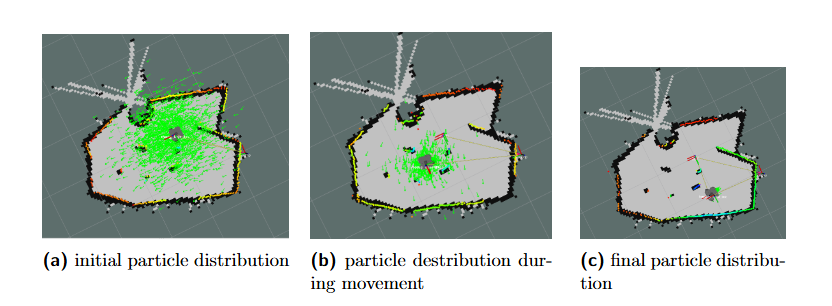 (a) initial particle distribution
(b) particle destribution dur-
ing movement
(c) final particle distribu-
tion